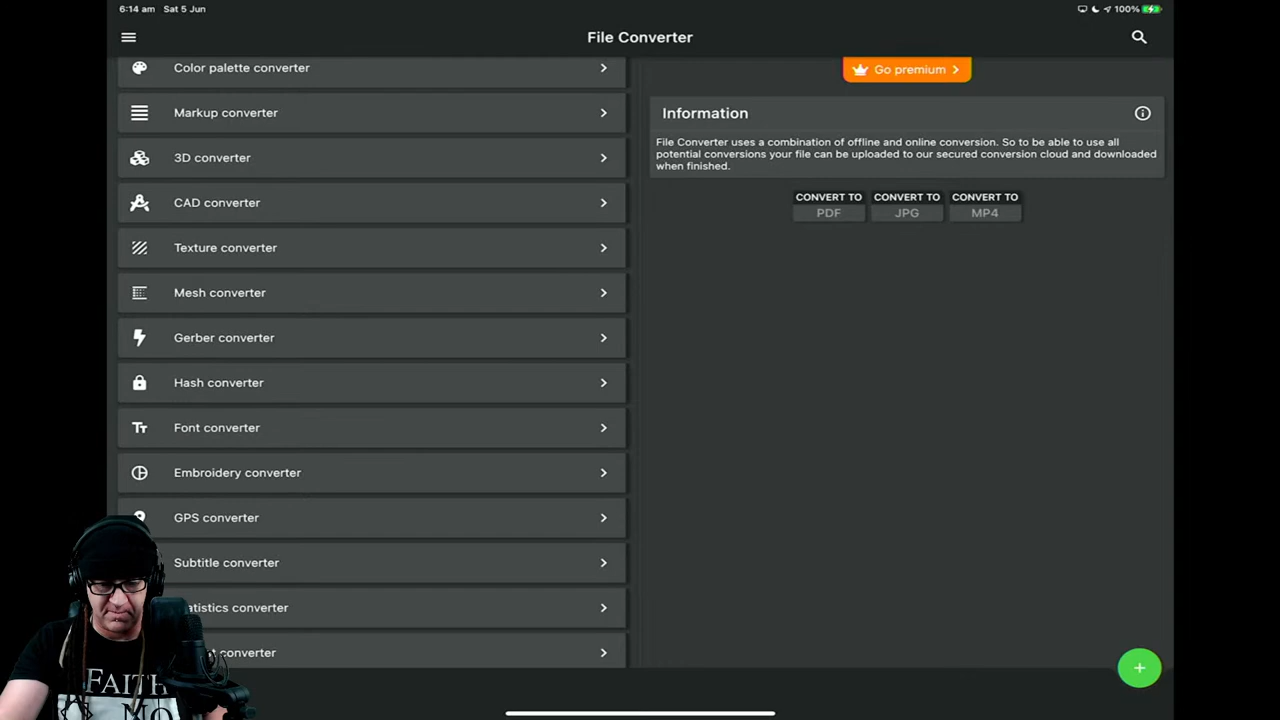 6:14 am Sat 5 Jun
100%
File Converter
Color palette converter
Markup converter
3D converter
CAD converter
Texture converter
Mesh converter
Gerber converter
Hash converter
Font converter
Embroidery converter
GPS converter
Subtitle converter
atistics converter
converter
Go premium
Information
File Converter uses a combination of offline and online conversion. So to be able to use all
potential conversions your file can be uploaded to our secured conversion cloud and downloaded
when finished.
CONVERT TO CONVERT TO CONVERT TO
PDF JPG MP4
FAITH
NO